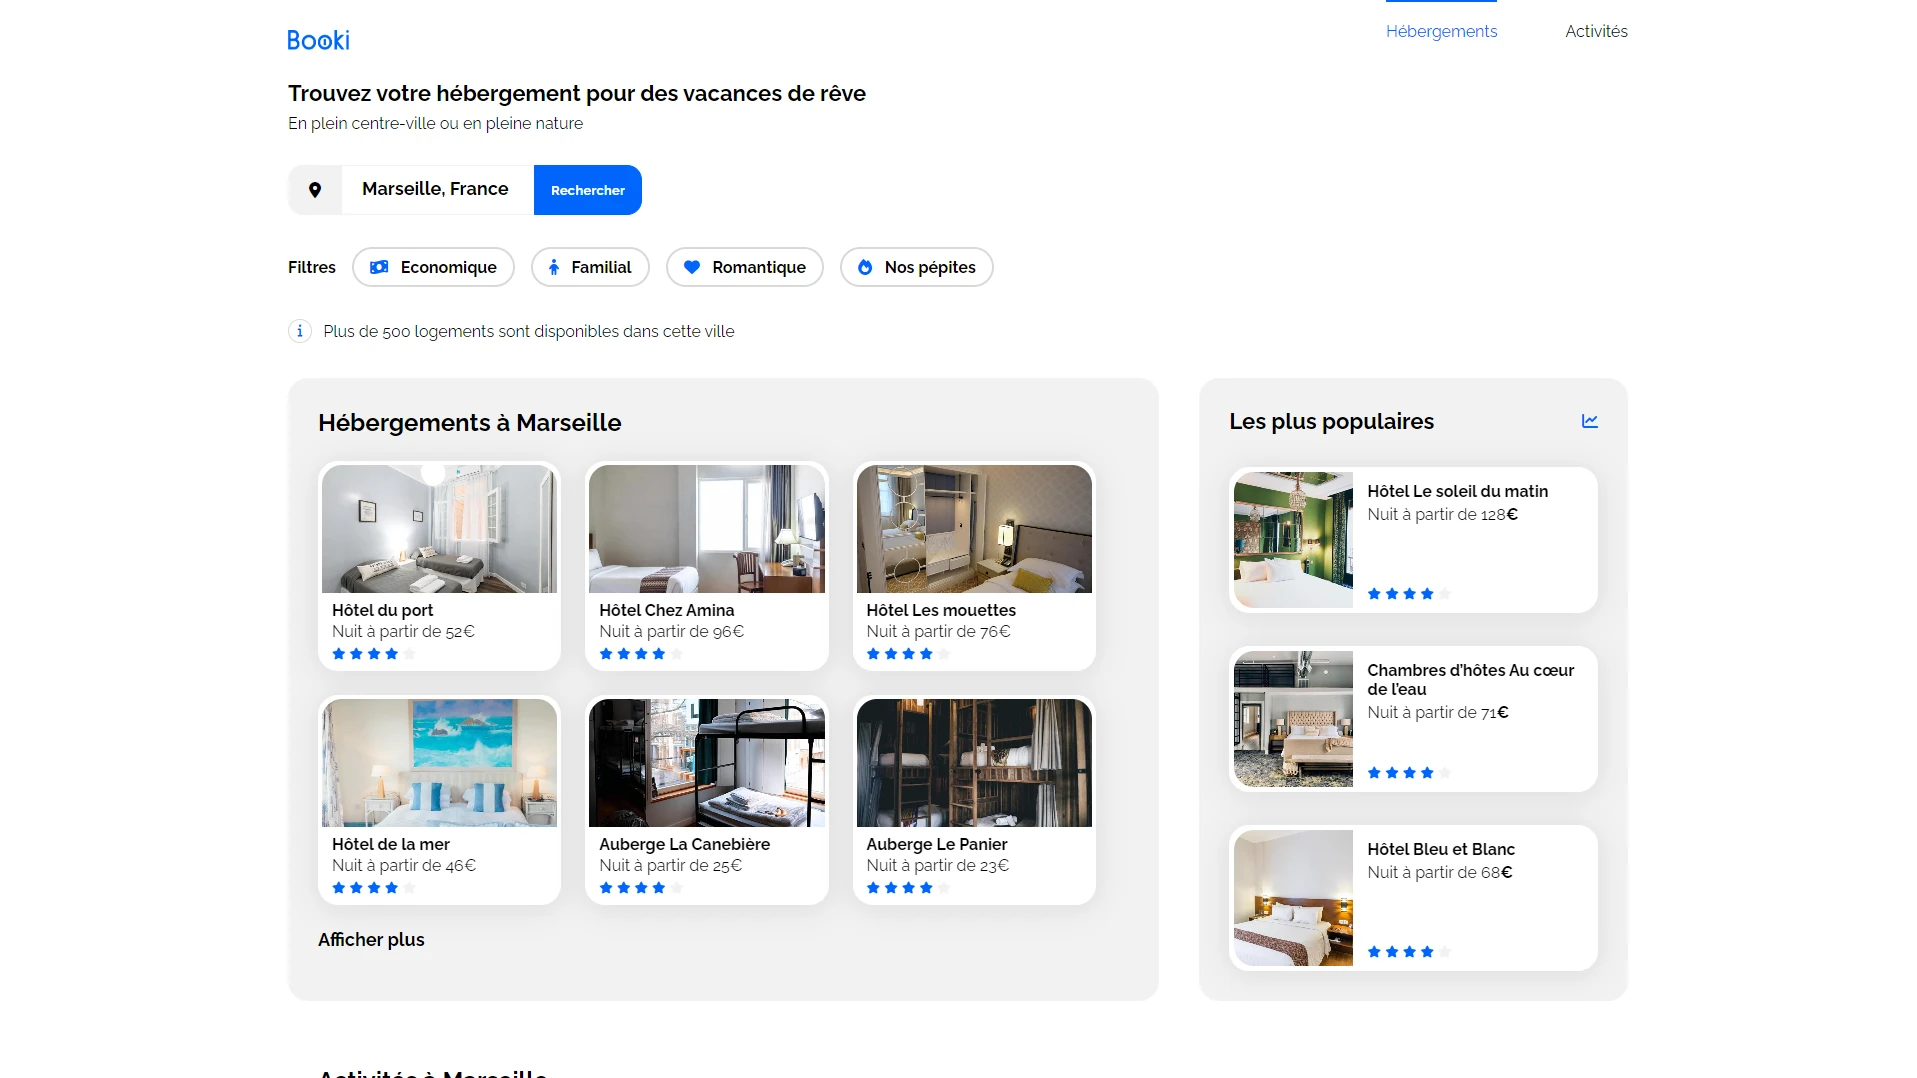 Booki
Hébergements
Activités
Trouvez votre hébergement pour des vacances de rêve
En plein centre-ville ou en pleine nature
Marseille, France
Rechercher
Filtres
Economique
Familial
Romantique
Nos pépites
Plus de 500 logements sont disponibles dans cette ville
Hébergements à Marseille
Hôtel du port
Nuit à partir de 52€
Hôtel Chez Amina
Nuit à partir de 96€
Hôtel Les mouettes
Nuit à partir de 76€
Hôtel de la mer
Nuit à partir de 46€
Auberge La Canebière
Nuit à partir de 25€
Auberge Le Panier
Nuit à partir de 23€
Afficher plus
Les plus populaires
Hôtel Le soleil du matin
Nuit à partir de 128€
Chambres d’hôtes Au cœur
de l’eau
Nuit à partir de 71€
Hôtel Bleu et Blanc
Nuit à partir de 68€
Activités à Marseille